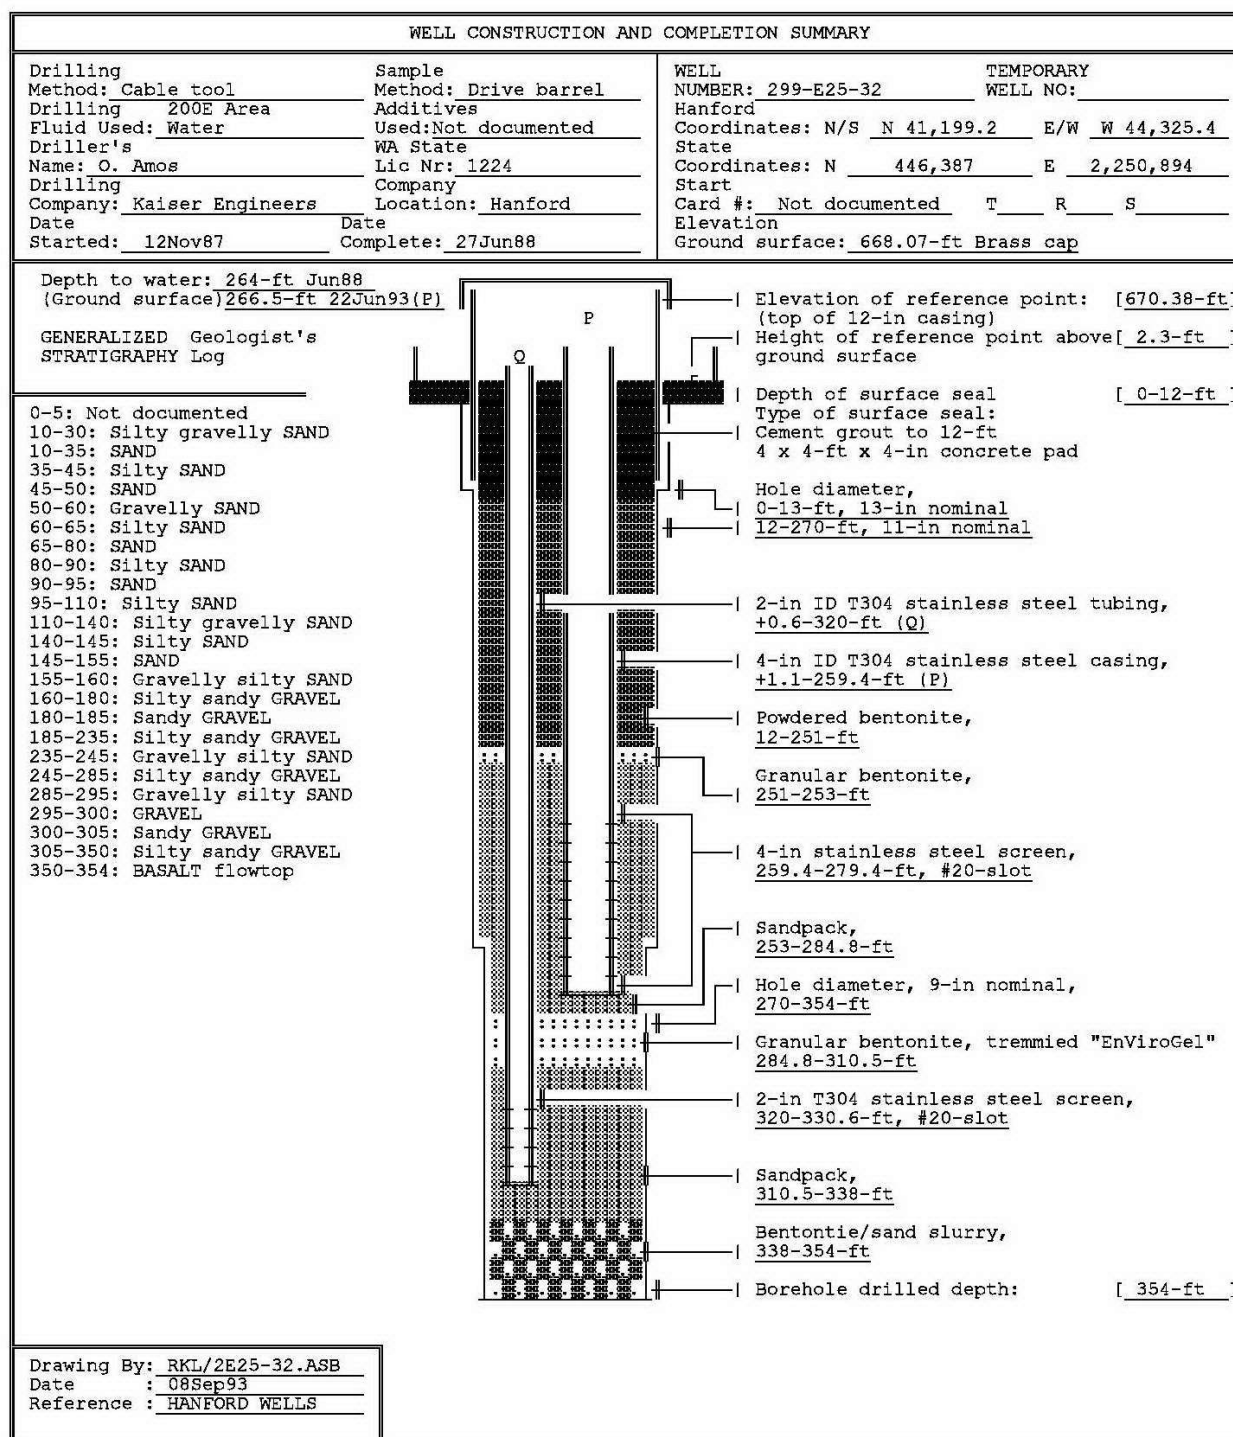 WELL CONSTRUCTION AND COMPLETION SUMMARY
Drilling Sample
Method: Cable tool Method: Drive barrel
Drilling 200E Area Additives
Fluid Used: Water Used:Not documented
Driller's WA State
Name: O. Amos Lic Nr: 1224
Drilling Company
Company: Kaiser Engineers Location: Hanford
Date Date
Started: 12Nov87 Complete: 27Jun88
WELL TEMPORARY
NUMBER: 299-E25-32 WELL NO:
Hanford
Coordinates: N/S N 41,199.2 E/W W 44,325.4
State
Coordinates: N 446,387 E 2,250,894
Start
Card #: Not documented T R S
Elevation
Ground surface: 668.07-ft Brass cap
Depth to water: 264-ft Jun88
(Ground surface)266.5-ft 22Jun93(P)
GENERALIZED Geologist's
STRATIGRAPHY Log
0-5: Not documented
10-30: Silty gravelly SAND
10-35: SAND
35-45: Silty SAND
45-50: SAND
50-60: Gravelly SAND
60-65: Silty SAND
65-80: SAND
80-90: Silty SAND
90-95: SAND
95-110: Silty SAND
110-140: Silty gravelly SAND
140-145: Silty SAND
145-155: SAND
155-160: Gravelly silty SAND
160-180: Silty sandy GRAVEL
180-185: Sandy GRAVEL
185-235: Silty sandy GRAVEL
235-245: Gravelly silty SAND
245-285: Silty sandy GRAVEL
285-295: Gravelly silty SAND
295-300: GRAVEL
300-305: Sandy GRAVEL
305-350: Silty sandy GRAVEL
350-354: BASALT flowtop
P
Q
Elevation of reference point: [670.38-ft]
(top of 12-in casing)
Height of reference point above[ 2.3-ft ]
ground surface
Depth of surface seal [ 0-12-ft ]
Type of surface seal:
Cement grout to 12-ft
4 x 4-ft x 4-in concrete pad
Hole diameter,
0-13-ft, 13-in nominal
12-270-ft, 11-in nominal
2-in ID T304 stainless steel tubing,
+0.6-320-ft (Q)
4-in ID T304 stainless steel casing,
+1.1-259.4-ft (P)
Powdered bentonite,
12-251-ft
Granular bentonite,
251-253-ft
4-in stainless steel screen,
259.4-279.4-ft, #20-slot
Sandpack,
253-284.8-ft
Hole diameter, 9-in nominal,
270-354-ft
Granular bentonite, tremmied "EnViroGel"
284.8-310.5-ft
2-in T304 stainless steel screen,
320-330.6-ft, #20-slot
Sandpack,
310.5-338-ft
Bentontie/sand slurry,
338-354-ft
Borehole drilled depth: [ 354-ft ]
Drawing By: RKL/2E25-32.ASB
Date : 08Sep93
Reference : HANFORD WELLS